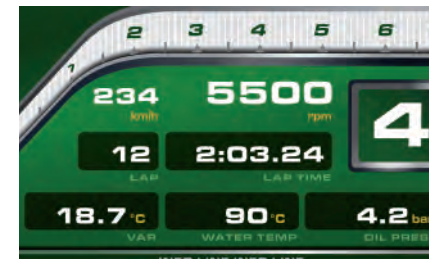 1 2 3 4 5 6
234 5500
km/h rpm
4
12 2:03.24
LAP LAP TIME
18.7 °C 90 °C 4.2 ba
VAR WATER TEMP OIL PRES